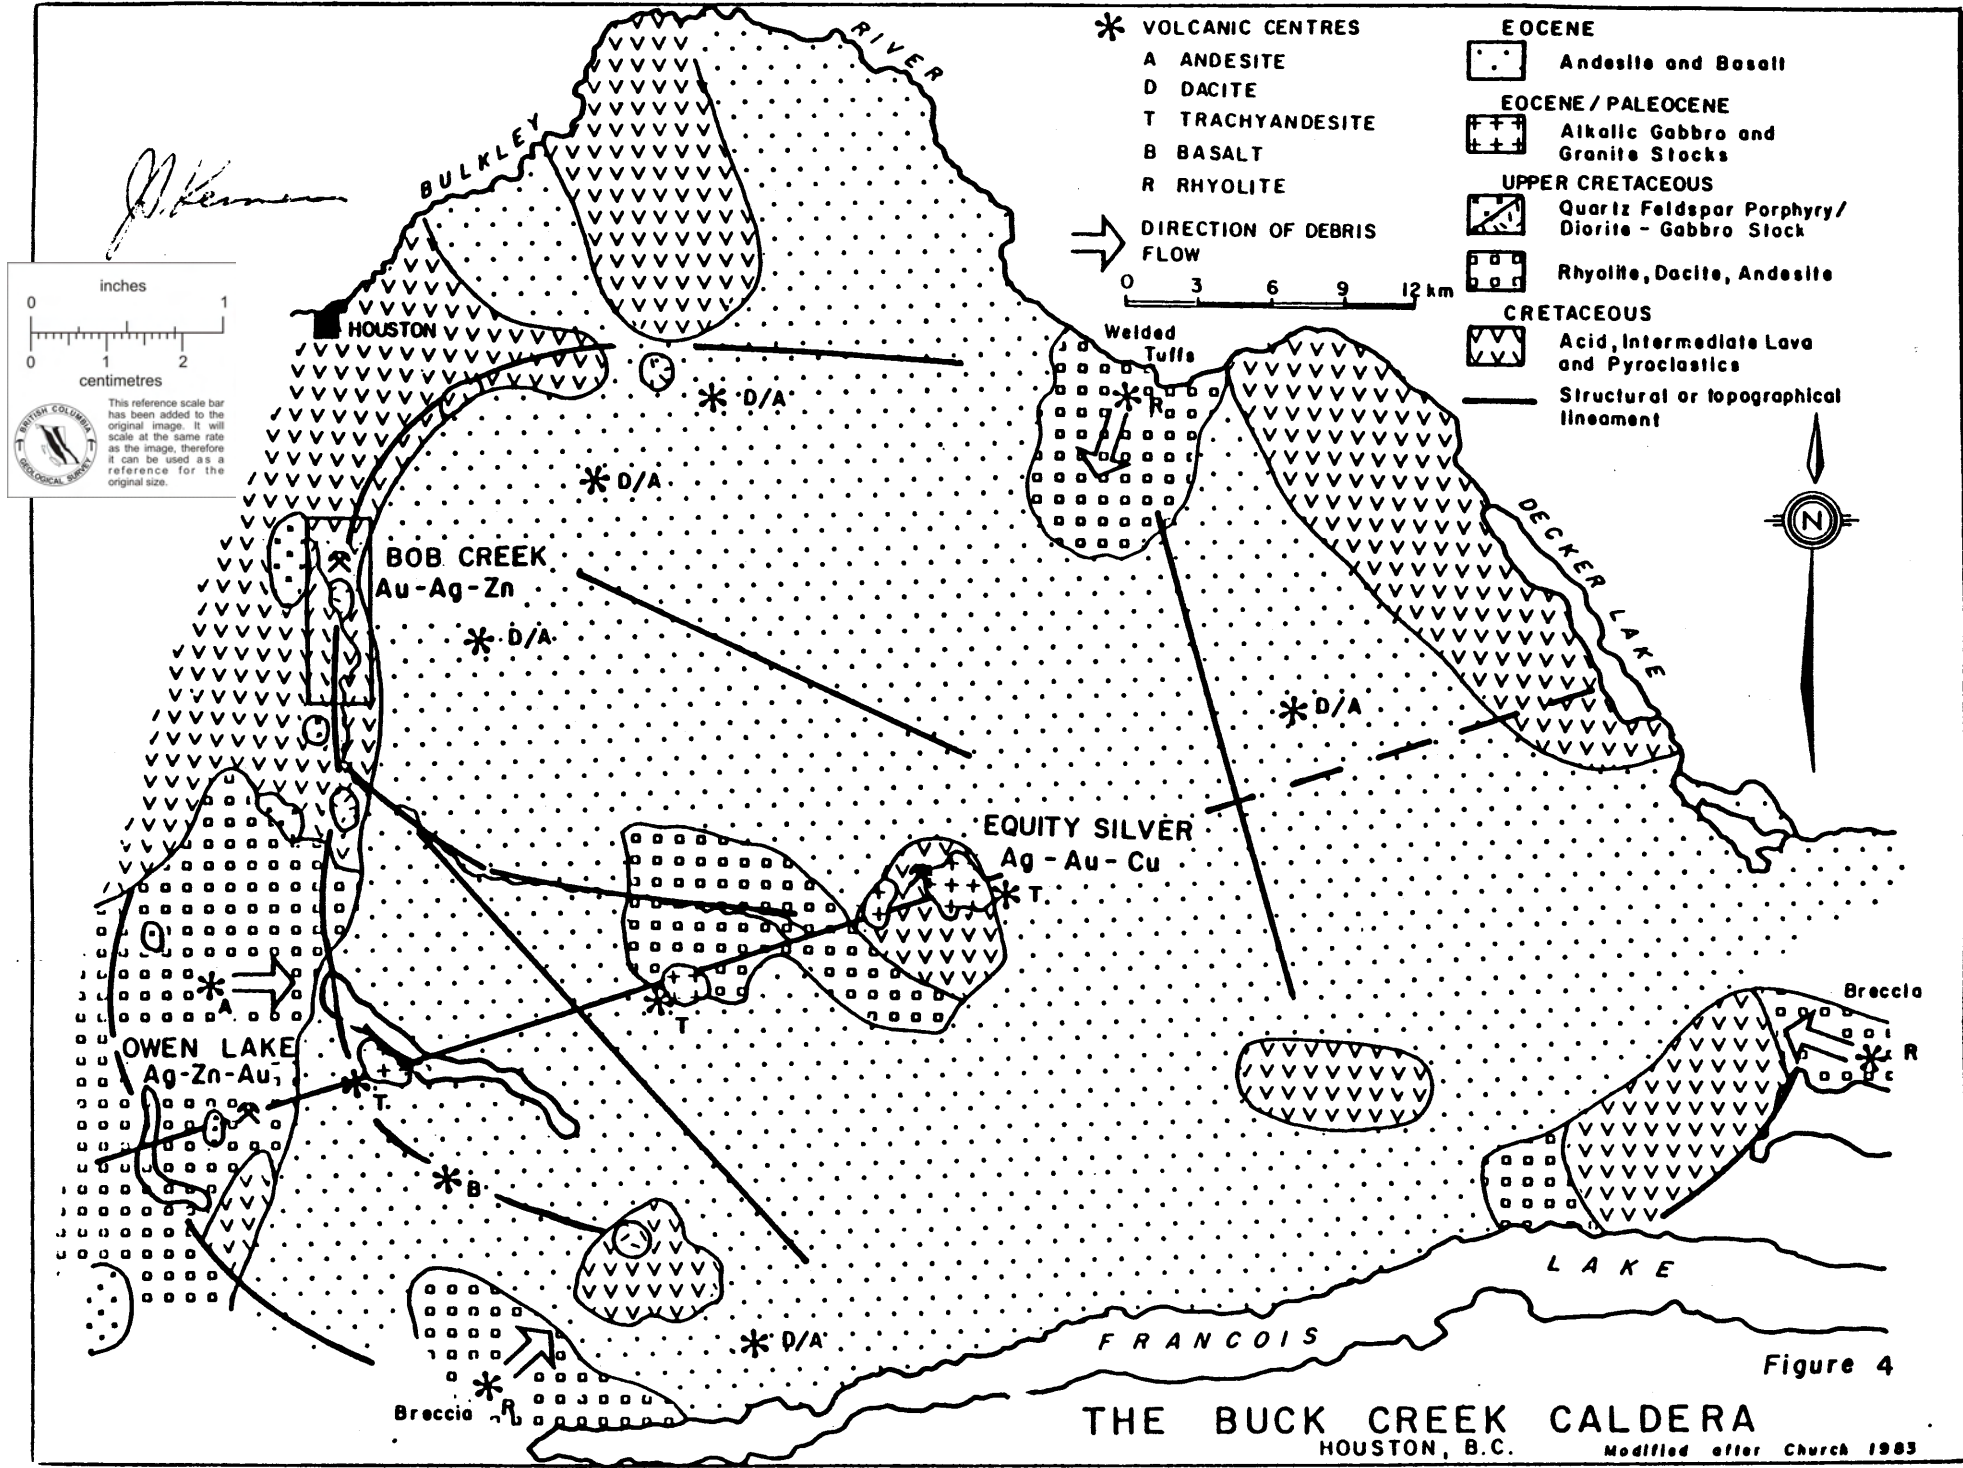 RIVER
BULKLEY
VOLCANIC CENTRES
A ANDESITE
D DACITE
T TRACHYANDESITE
B BASALT
R RHYOLITE
DIRECTION OF DEBRIS
FLOW
0 3 6 9 12 km
EOCENE
Andesite and Basalt
EOCENE / PALEOCENE
Alkalic Gabbro and
Granite Stocks
UPPER CRETACEOUS
Quartz Feldspar Porphyry/
Diorite - Gabbro Stock
Rhyolite, Dacite, Andesite
CRETACEOUS
Acid, Intermediate Lava
and Pyroclastics
Structural or topographical
lineament
inches
0 1
0 1 2
centimetres
BRITISH COLUMBIA
GEOLOGICAL SURVEY
This reference scale bar
has been added to the
original image. It will
scale at the same rate
as the image, therefore
it can be used as a
reference for the
original size.
HOUSTON
Welded
Tuffs
R
D/A
D/A
N
DECKER LAKE
BOB CREEK
Au-Ag-Zn
D/A
D/A
EQUITY SILVER
Ag - Au - Cu
T
A
T
Breccia
R
OWEN LAKE
Ag-Zn-Au
T
B
D/A
Breccia R
FRANCOIS
LAKE
Figure 4
THE BUCK CREEK CALDERA
HOUSTON, B.C.
Modified after Church 1983